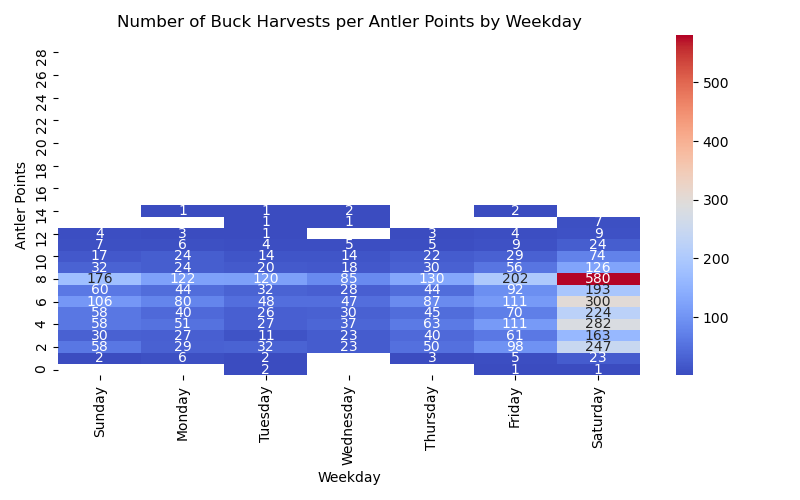 Number of Buck Harvests per Antler Points by Weekday
28
26
24
22
20
18
16
14
12
10
8
6
4
2
0
Antler Points
1 1 2 2
1 1 7
4 3 1 3 4 9
7 6 4 5 5 9 24
17 24 14 14 22 29 74
32 24 20 18 30 56 126
176 122 120 85 130 202 580
60 44 32 28 44 92 193
106 80 48 47 87 111 300
58 40 26 30 45 70 224
58 51 27 37 63 111 282
30 27 11 23 40 61 163
58 29 32 23 50 98 247
2 6 2 3 5 23
2 1 1
Sunday
Monday
Tuesday
Wednesday
Thursday
Friday
Saturday
Weekday
500
400
300
200
100